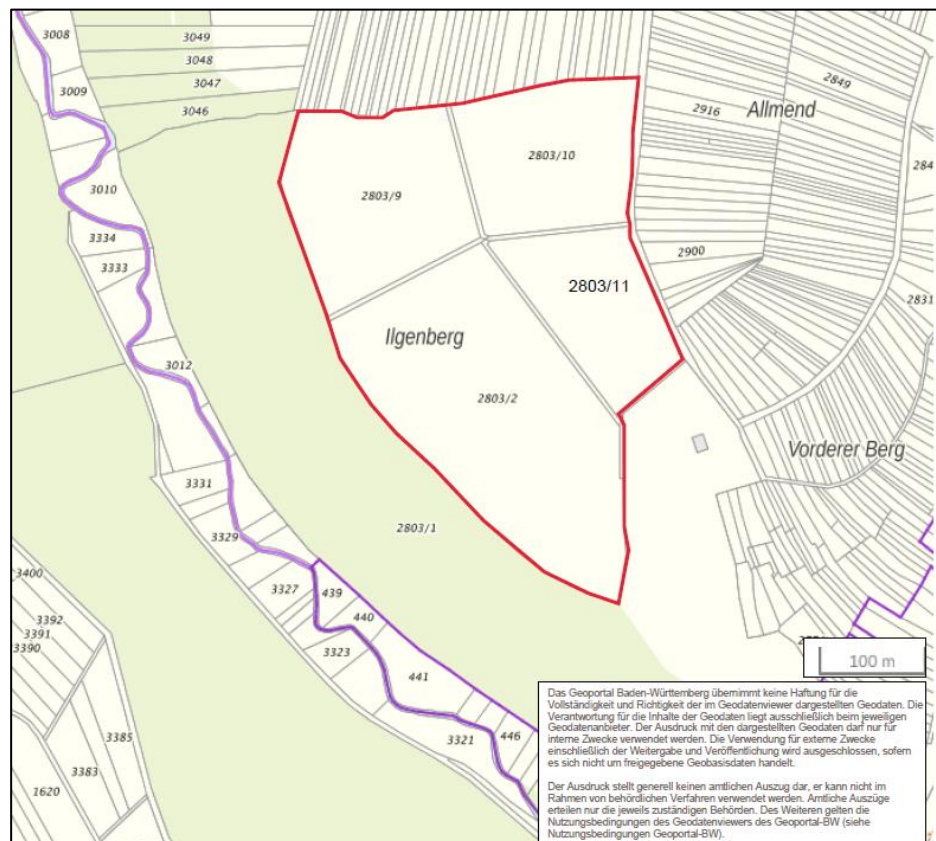 3008
3049
3048
3047
3009
3046
2849
2916
Allmend
284
2803/10
2803/9
3010
3334
3333
2900
2803/11
2831
Ilgenberg
3012
2803/2
Vorderer Berg
3331
2803/1
3329
3400
3327
439
3392
3391
3390
440
3323
441
100 m
3385
3321
446
3383
1620
Das Geoportal Baden-Württemberg übernimmt keine Haftung für die
Vollständigkeit und Richtigkeit der im Geodatenviewer dargestellten Geodaten. Die
Verantwortung für die Inhalte der Geodaten liegt ausschließlich beim jeweiligen
Geodatenanbieter. Der Ausdruck mit den dargestellten Geodaten darf nur für
interne Zwecke verwendet werden. Die Verwendung für externe Zwecke
einschließlich der Weitergabe und Veröffentlichung wird ausgeschlossen, sofern
es sich nicht um freigegebene Geobasisdaten handelt.
Der Ausdruck stellt generell keinen amtlichen Auszug dar, er kann nicht im
Rahmen von behördlichen Verfahren verwendet werden. Amtliche Auszüge
erteilen nur die jeweils zuständigen Behörden. Des Weiteren gelten die
Nutzungsbedingungen des Geodatenviewers des Geoportal-BW (siehe
Nutzungsbedingungen Geoportal-BW).